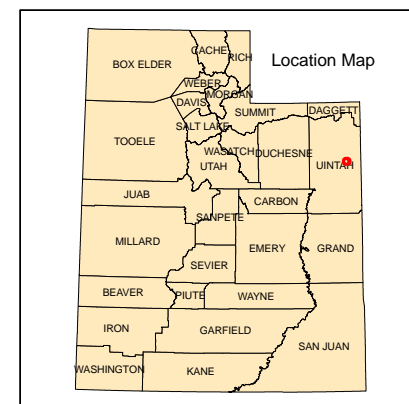 Location Map
CACHE
RICH
BOX ELDER
WEBER
MORGAN
DAVIS
SUMMIT
DAGGETT
SALT LAKE
TOOELE
WASATCH
DUCHESNE
UINTAH
UTAH
JUAB
CARBON
SANPETE
MILLARD
EMERY
GRAND
SEVIER
BEAVER
PIUTE
WAYNE
IRON
GARFIELD
SAN JUAN
WASHINGTON
KANE